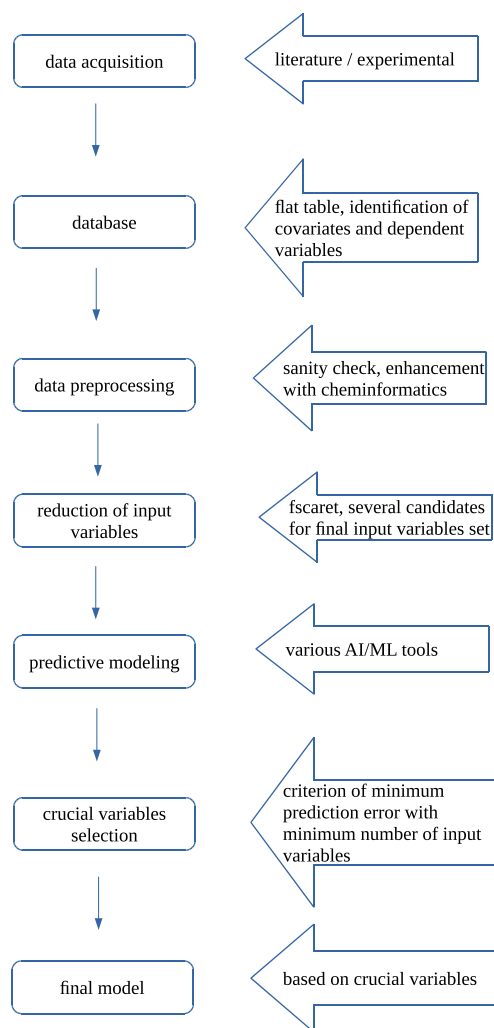 data acquisition
literature / experimental
database
flat table, identification of
covariates and dependent
variables
data preprocessing
sanity check, enhancement
with cheminformatics
reduction of input
variables
fscaret, several candidates
for final input variables set
predictive modeling
various AI/ML tools
crucial variables
selection
criterion of minimum
prediction error with
minimum number of input
variables
final model
based on crucial variables